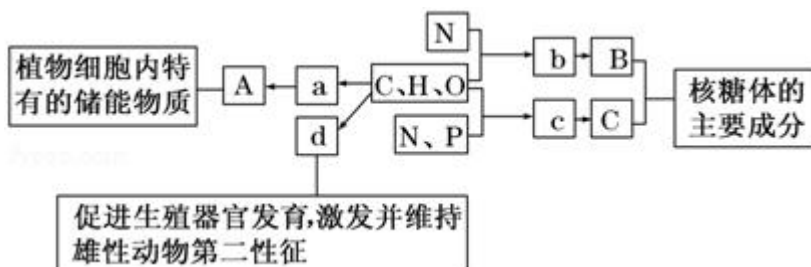 N
植物细胞内特
有的储能物质
A
a
C、H、O
b
B
核糖体的
主要成分
d
N、P
c
C
促进生殖器官发育,激发并维持
雄性动物第二性征